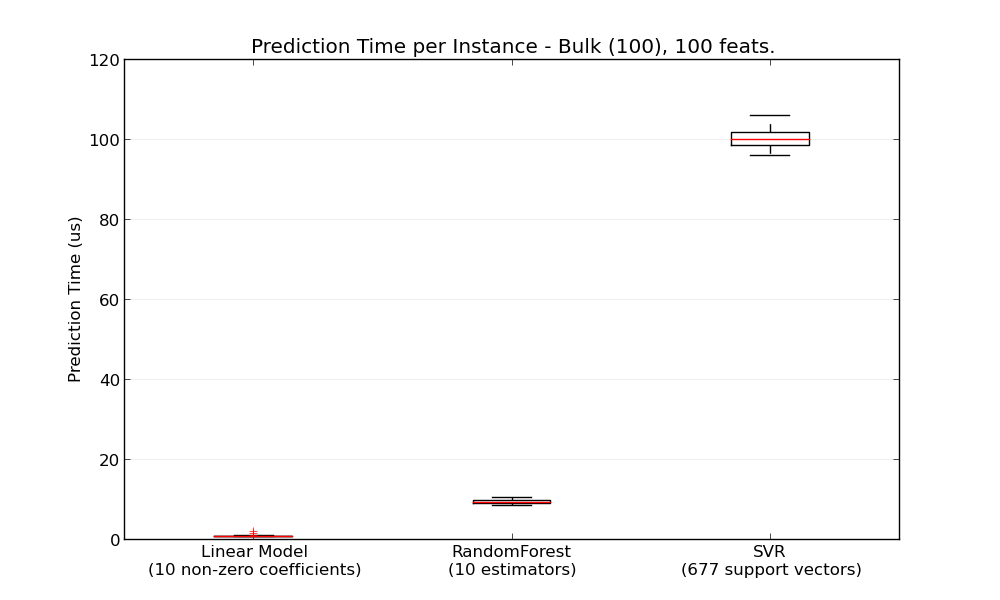 Prediction Time per Instance - Bulk (100), 100 feats.
120
100
80
60
40
20
0
Prediction Time (us)
Linear Model
(10 non-zero coefficients)
RandomForest
(10 estimators)
SVR
(677 support vectors)